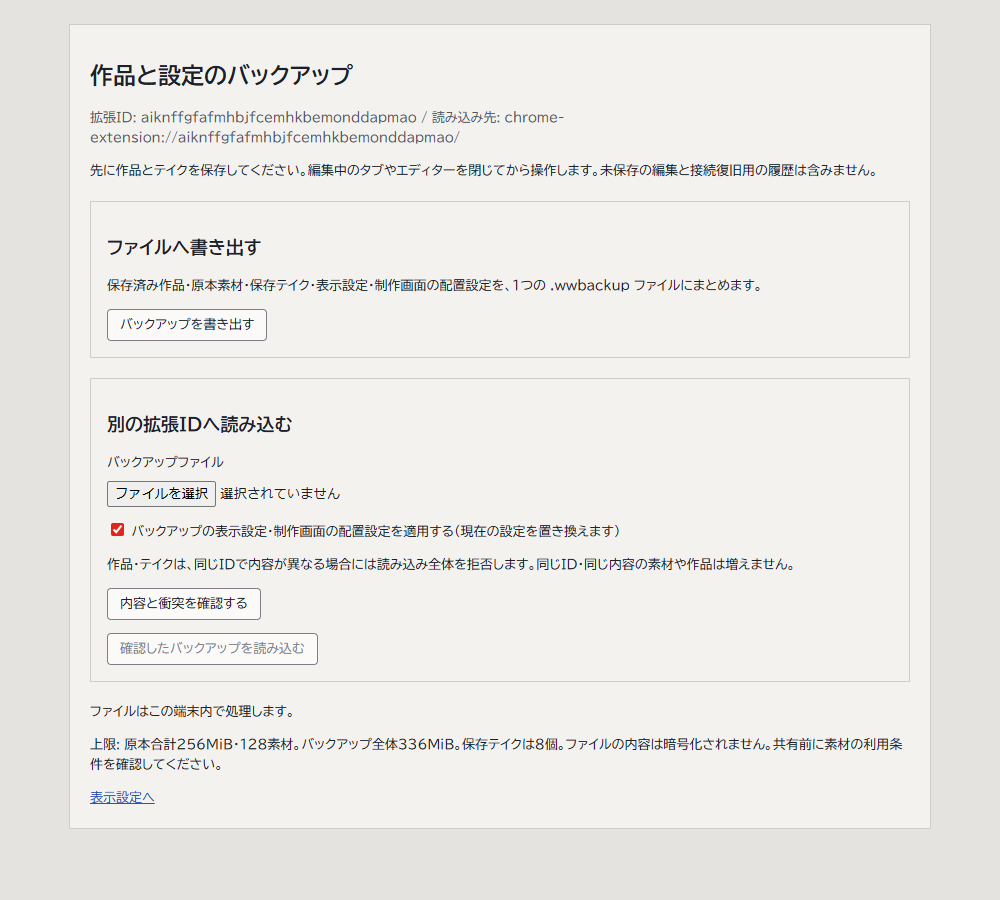 作品と設定のバックアップ
拡張ID: aiknffgfafmhbjfcemhkbemonddapmao / 読み込み先: chrome-
extension://aiknffgfafmhbjfcemhkbemonddapmao/
先に作品とテイクを保存してください。編集中のタブやエディターを閉じてから操作します。未保存の編集と接続復旧用の履歴は含みません。
ファイルへ書き出す
保存済み作品・原本素材・保存テイク・表示設定・制作画面の配置設定を、1つの .wwbackup ファイルにまとめます。
バックアップを書き出す
別の拡張IDへ読み込む
バックアップファイル
ファイルを選択 選択されていません
バックアップの表示設定・制作画面の配置設定を適用する(現在の設定を置き換えます)
作品・テイクは、同じIDで内容が異なる場合には読み込み全体を拒否します。同じID・同じ内容の素材や作品は増えません。
内容と衝突を確認する
確認したバックアップを読み込む
ファイルはこの端末内で処理します。
上限: 原本合計256MiB・128素材。バックアップ全体336MiB。保存テイクは8個。ファイルの内容は暗号化されません。共有前に素材の利用条
件を確認してください。
表示設定へ